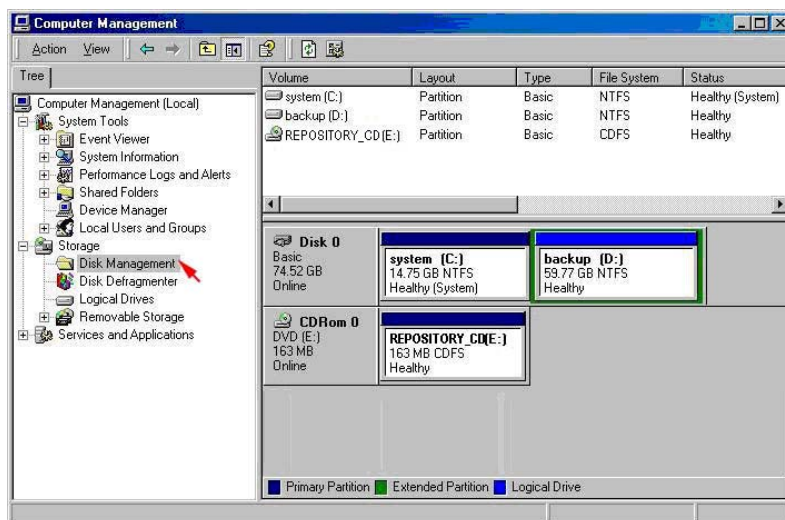 Computer Management
Action View
Tree
Computer Management (Local)
System Tools
Event Viewer
System Information
Performance Logs and Alerts
Shared Folders
Device Manager
Local Users and Groups
Storage
Disk Management
Disk Defragmenter
Logical Drives
Removable Storage
Services and Applications
Volume Layout Type File System Status
system (C:) Partition Basic NTFS Healthy (System)
backup (D:) Partition Basic NTFS Healthy
REPOSITORY_CD(E:) Partition Basic CDFS Healthy
Disk 0
Basic
74.52 GB
Online
system (C:)
14.75 GB NTFS
Healthy (System)
backup (D:)
59.77 GB NTFS
Healthy
CDRom 0
DVD (E:)
163 MB
Online
REPOSITORY_CD(E:)
163 MB CDFS
Healthy
Primary Partition Extended Partition Logical Drive